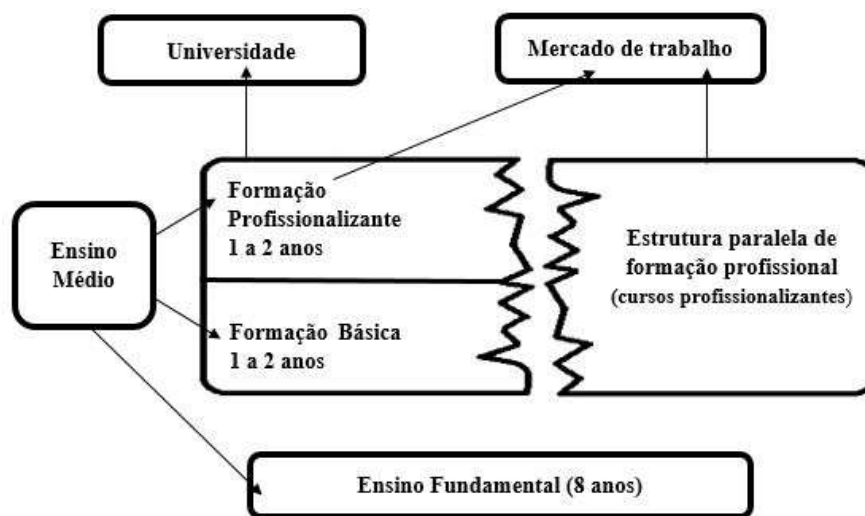 Universidade
Mercado de trabalho
Formação
Profissionalizante
1 a 2 anos
Ensino
Médio
Estrutura paralela de
formação profissional
(cursos profissionalizantes)
Formação Básica
1 a 2 anos
Ensino Fundamental (8 anos)